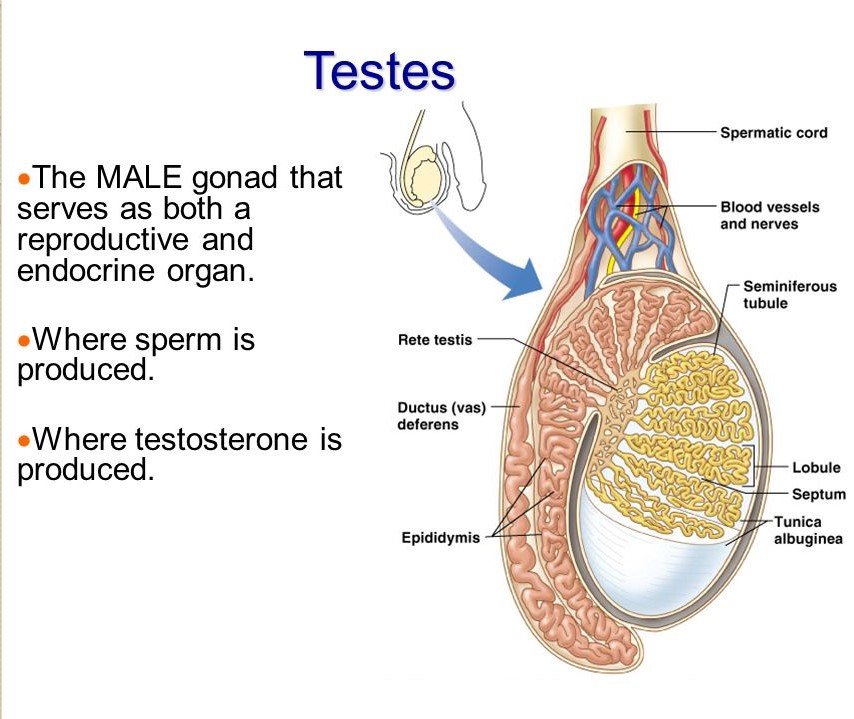 Testes
•The MALE gonad that
serves as both a
reproductive and
endocrine organ.
•Where sperm is
produced.
•Where testosterone is
produced.
Spermatic cord
Blood vessels
and nerves
Seminiferous
tubule
Rete testis
Ductus (vas)
deferens
Lobule
Septum
Tunica
albuginea
Epididymis